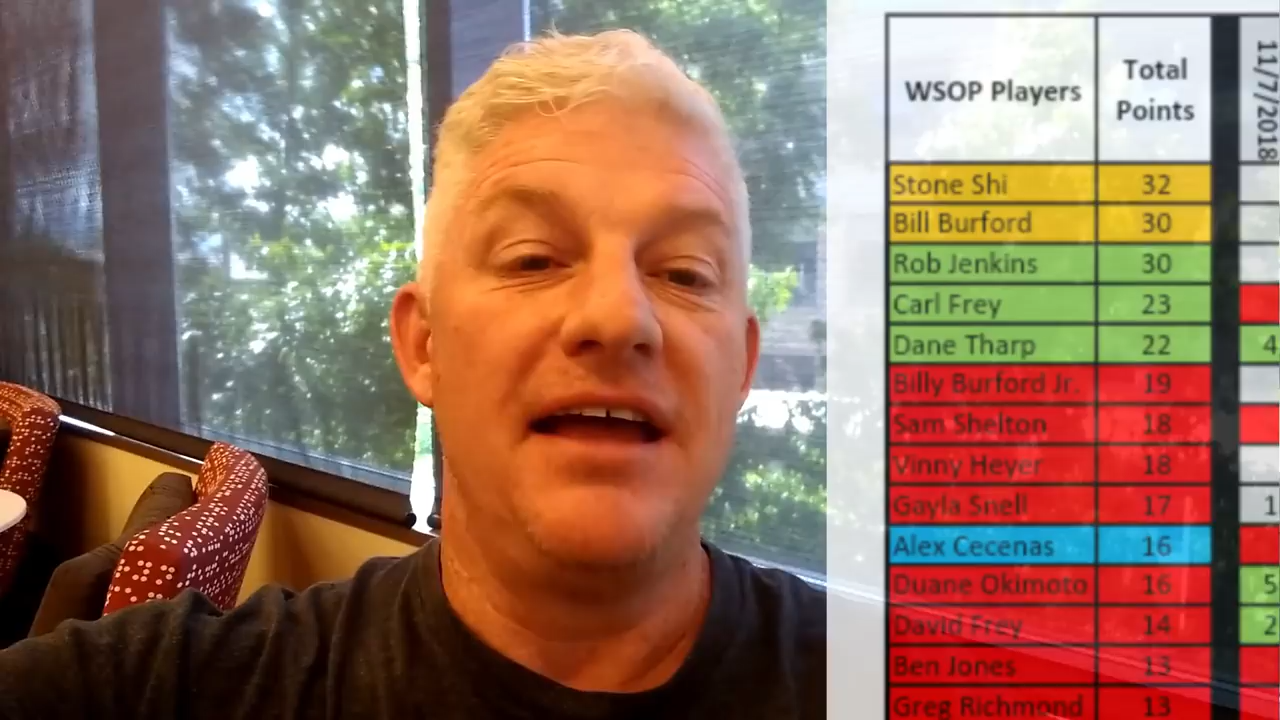 WSOP Players Total Points 11/7/2018
Stone Shi 32
Bill Burford 30
Rob Jenkins 30
Carl Frey 23
Dane Tharp 22 4
Billy Burford Jr. 19
Sam Shelton 18
Vinny Heyer 18
Gayla Snell 17 1
Alex Cecenas 16
Duane Okimoto 16 5
David Frey 14 2
Ben Jones 13
Greg Richmond 13